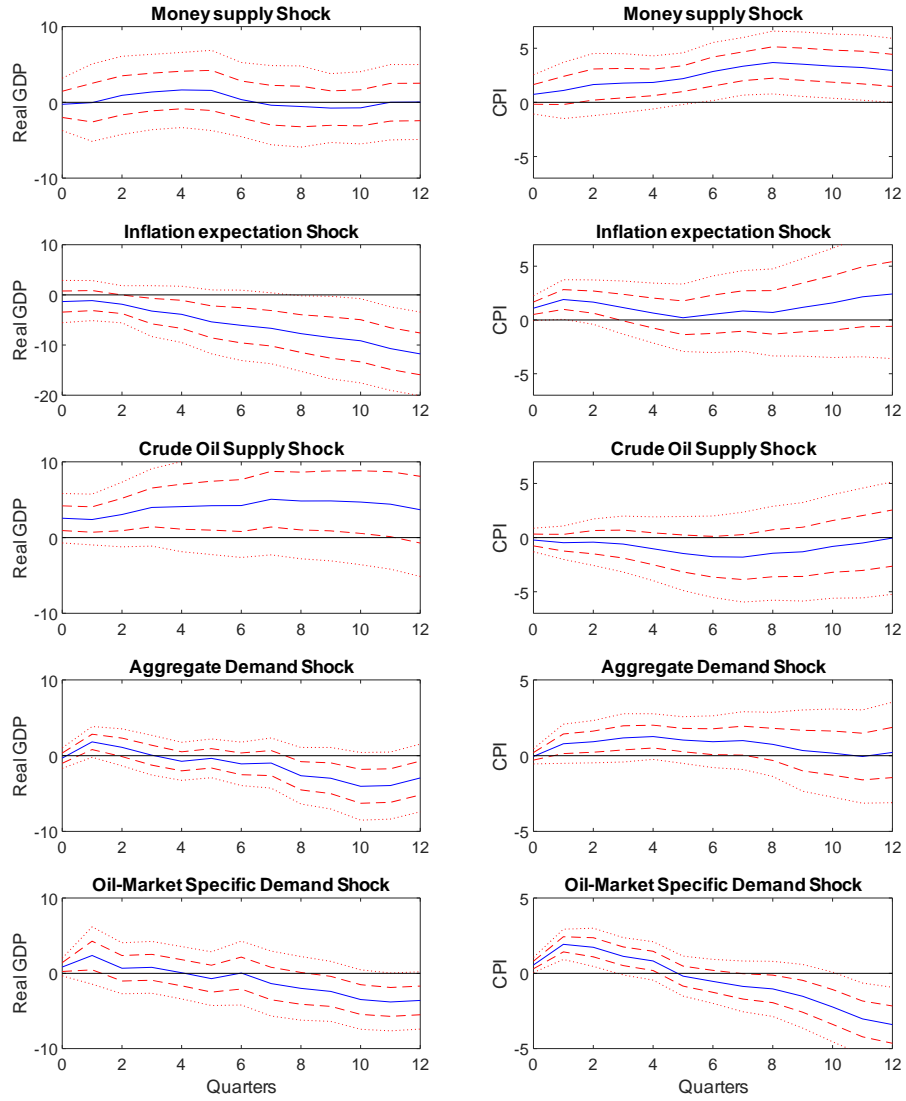 Money supply Shock
Real GDP
10
0
-10
0 2 4 6 8 10 12
Money supply Shock
CPI
5
0
-5
0 2 4 6 8 10 12
Inflation expectation Shock
Real GDP
10
0
-10
-20
0 2 4 6 8 10 12
Inflation expectation Shock
CPI
5
0
-5
0 2 4 6 8 10 12
Crude Oil Supply Shock
Real GDP
10
0
-10
0 2 4 6 8 10 12
Crude Oil Supply Shock
CPI
5
0
-5
0 2 4 6 8 10 12
Aggregate Demand Shock
Real GDP
10
0
-10
0 2 4 6 8 10 12
Aggregate Demand Shock
CPI
5
0
-5
0 2 4 6 8 10 12
Oil-Market Specific Demand Shock
Real GDP
10
0
-10
0 2 4 6 8 10 12
Quarters
Oil-Market Specific Demand Shock
CPI
5
0
-5
0 2 4 6 8 10 12
Quarters